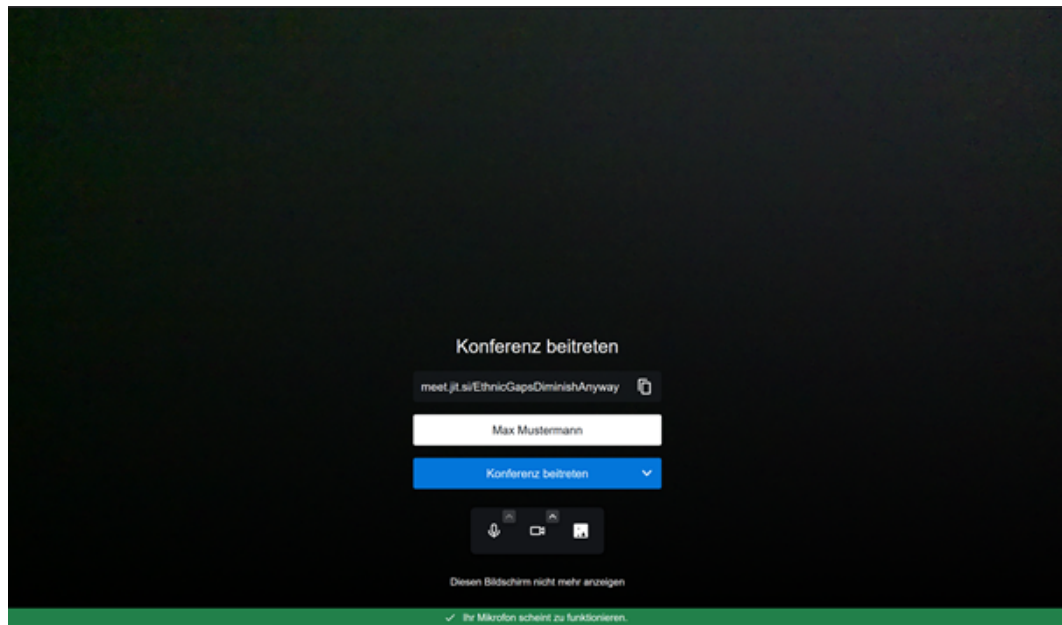 Konferenz beitreten
meet.jit.si/EthnicGapsDiminishAnyway
Max Mustermann
Konferenz beitreten
Diesen Bildschirm nicht mehr anzeigen
Ihr Mikrofon scheint zu funktionieren.